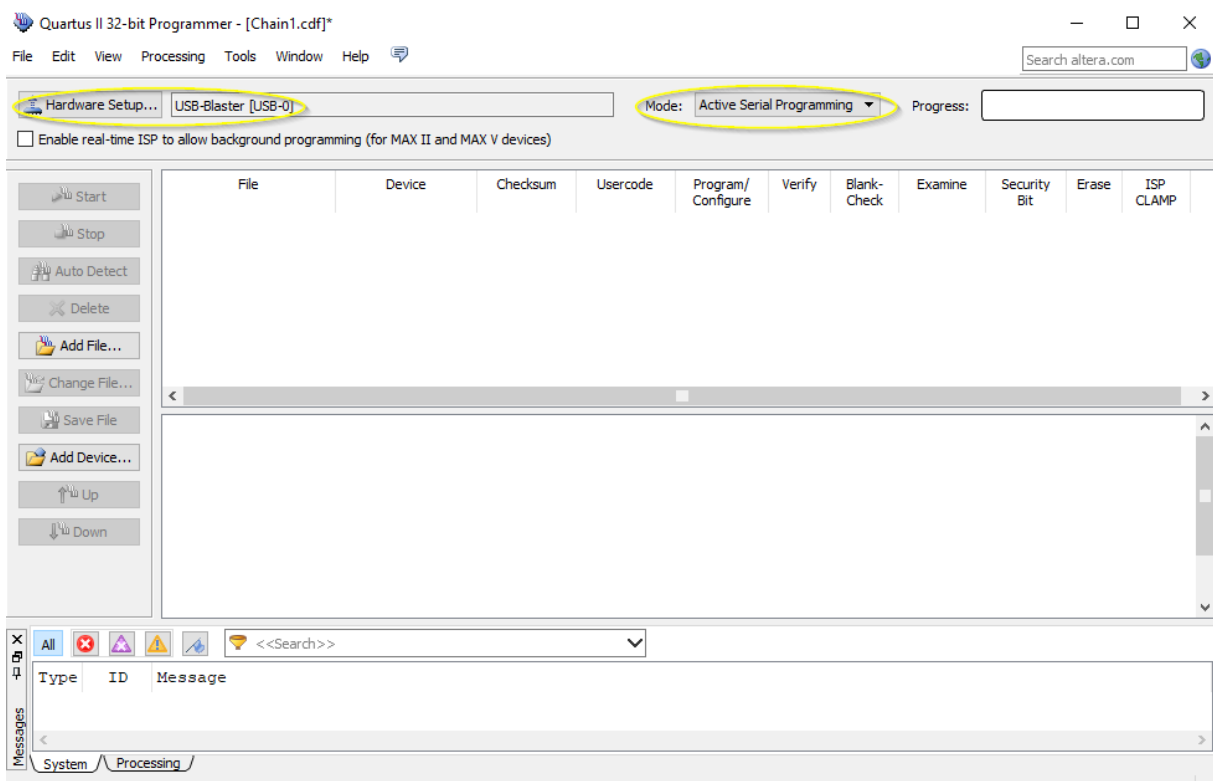 Quartus II 32-bit Programmer - [Chain1.cdf]*
File Edit View Processing Tools Window Help
Search altera.com
Hardware Setup... USB-Blaster [USB-0] Mode: Active Serial Programming Progress:
Enable real-time ISP to allow background programming (for MAX II and MAX V devices)
File Device Checksum Usercode Program/ Verify Blank- Examine Security Erase ISP
Configure Check Bit CLAMP
Start
Stop
Auto Detect
Delete
Add File...
Change File...
Save File
Add Device...
Up
Down
All <<Search>>
Type ID Message
Messages
System Processing